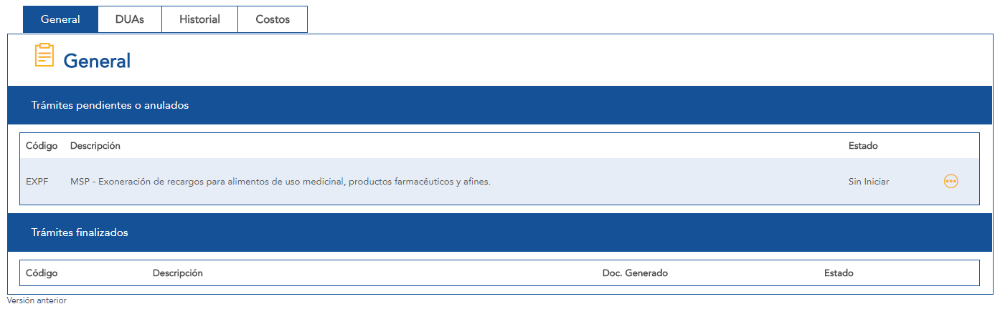 General DUAs Historial Costos
General
Trámites pendientes o anulados
Código Descripción Estado
EXPF MSP - Exoneración de recargos para alimentos de uso medicinal, productos farmacéuticos y afines. Sin Iniciar
Trámites finalizados
Código Descripción Doc. Generado Estado
Versión anterior